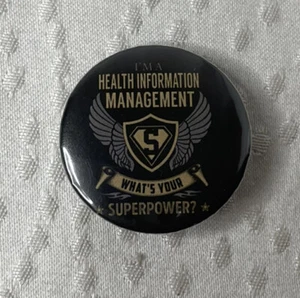 I'M A
HEALTH INFORMATION
MANAGEMENT
S
WHAT'S YOUR
SUPERPOWER?